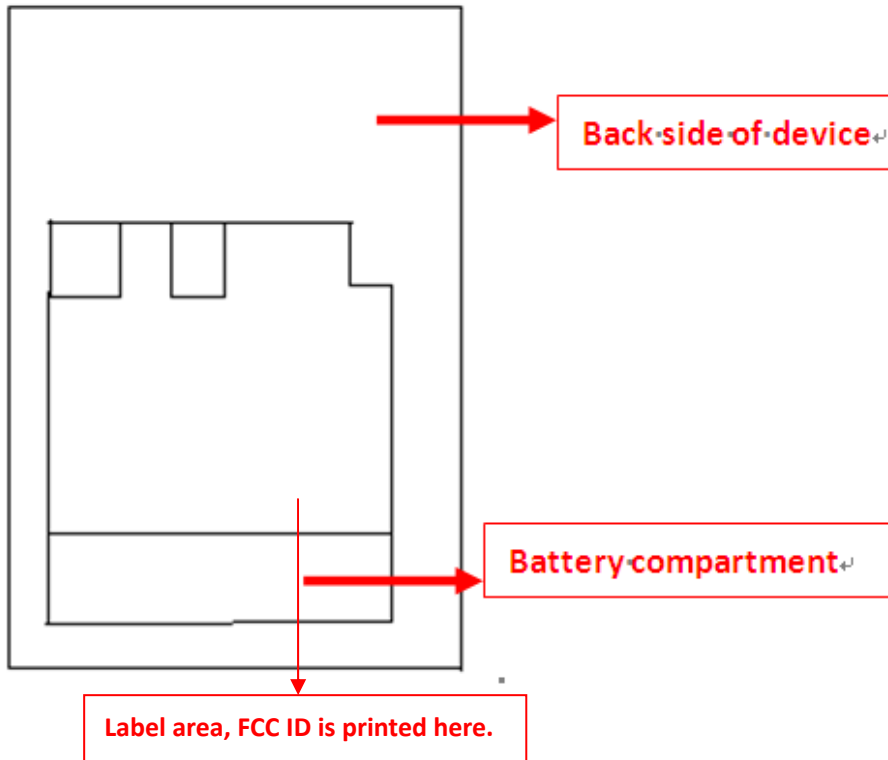 Back side of device
Battery compartment
Label area, FCC ID is printed here.